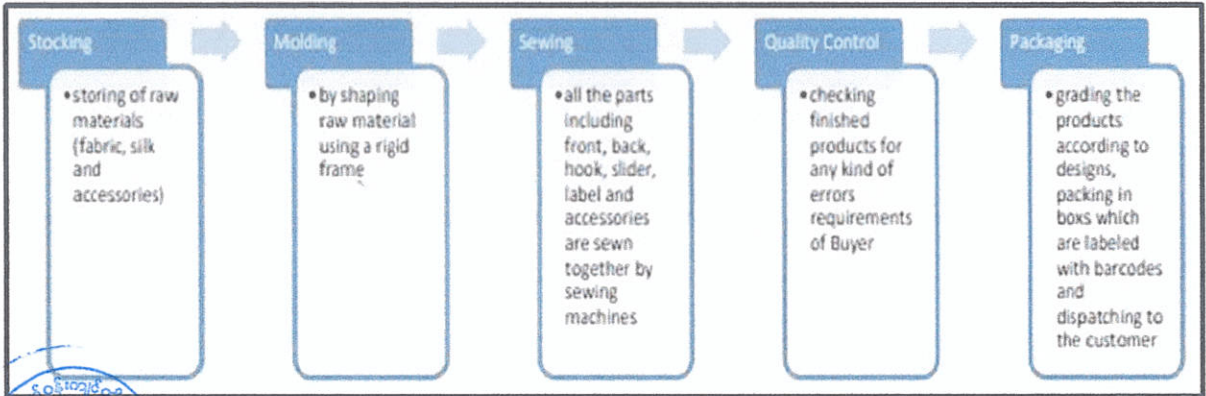 Stocking
•storing of raw
materials
(fabric, silk
and
accessories)
Molding
•by shaping
raw material
using a rigid
frame
Sewing
•all the parts
including
front, back,
hook, slider,
label and
accessories
are sewn
together by
sewing
machines
Quality Control
•checking
finished
products for
any kind of
errors
requirements
of Buyer
Packaging
•grading the
products
according to
designs,
packing in
boxs which
are labeled
with barcodes
and
dispatching to
the customer